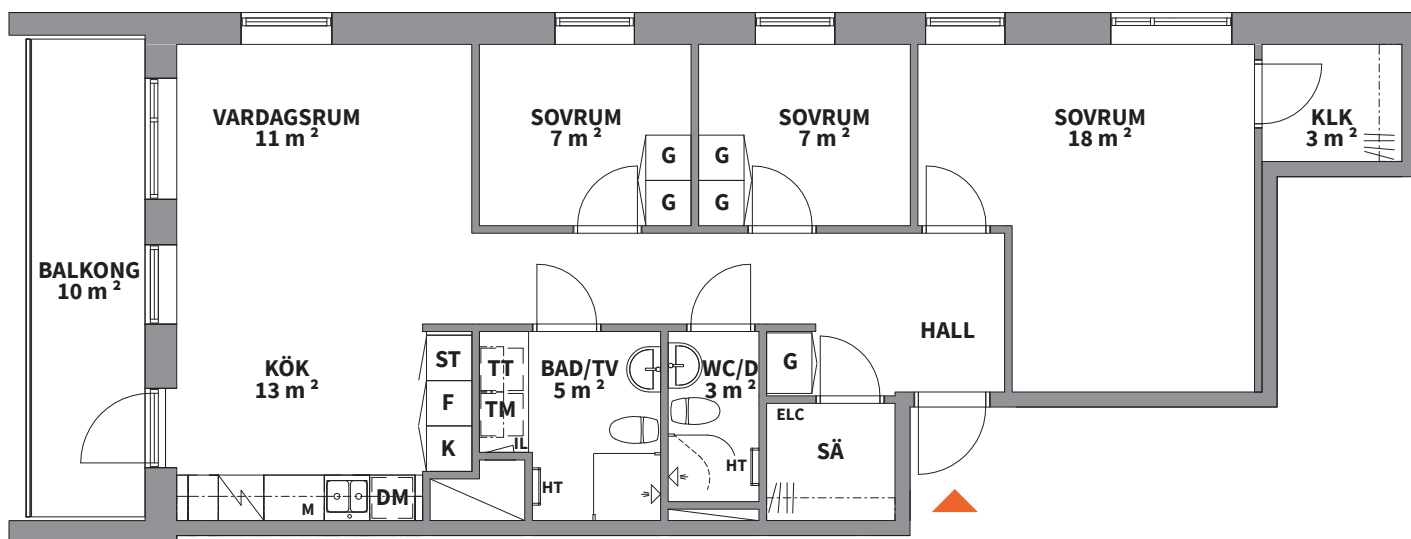 VARDAGSRUM
11 m ²
SOVRUM
7 m ²
SOVRUM
7 m ²
SOVRUM
18 m ²
KLK
3 m ²
G
G
G
G
BALKONG
10 m ²
HALL
KÖK
13 m ²
ST
F
K
TT
TM
IL
BAD/TV
5 m ²
WC/D
3 m ²
G
ELC
SÄ
HT
HT
M
DM